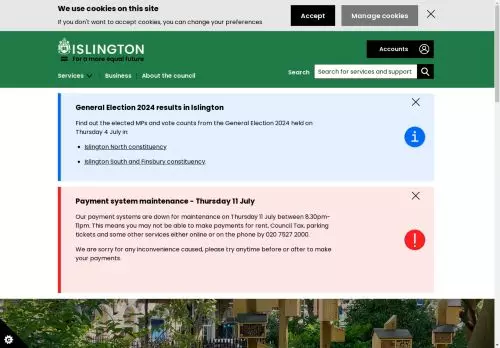 We use cookies on this site
If you don't want to accept cookies, you can change your preferences
Accept
Manage cookies
ISLINGTON
For a more equal future
Accounts
Services
Business
About the council
Search
Search for services and support
General Election 2024 results in Islington
Find out the elected MPs and vote counts from the General Election 2024 held on
Thursday 4 July in:
Islington North constituency
Islington South and Finsbury constituency.
Payment system maintenance - Thursday 11 July
Our payment systems are down for maintenance on Thursday 11 July between 8.30pm-
11pm. This means you may not be able to make payments for rent, Council Tax, parking
tickets and some other services either online or on the phone by 020 7527 2000.
We are sorry for any inconvenience caused, please try anytime before or after to make
your payments.